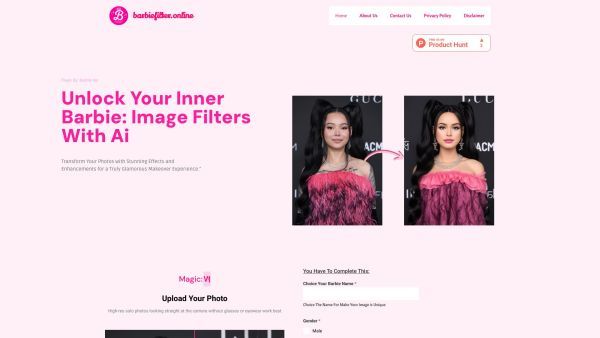 B
barbiefilter.online
Home
About Us
Contact Us
Privacy Policy
Disclaimer
P
FIND US ON
Product Hunt
Unlock Your Inner
Barbie: Image Filters
With Ai
Transform Your Photos with Stunning Effects and
Enhancements for a Truly Glamorous Makeover Experience."
GUCC
ACM
ACM
Magic: V
Upload Your Photo
High res solo photos looking straight at the camera without glasses or eyewear work best.
You Have To Complete This:
Choice Your Barbie Name *
Choice The Name For Make Your Image is Unique
Gender *
Male